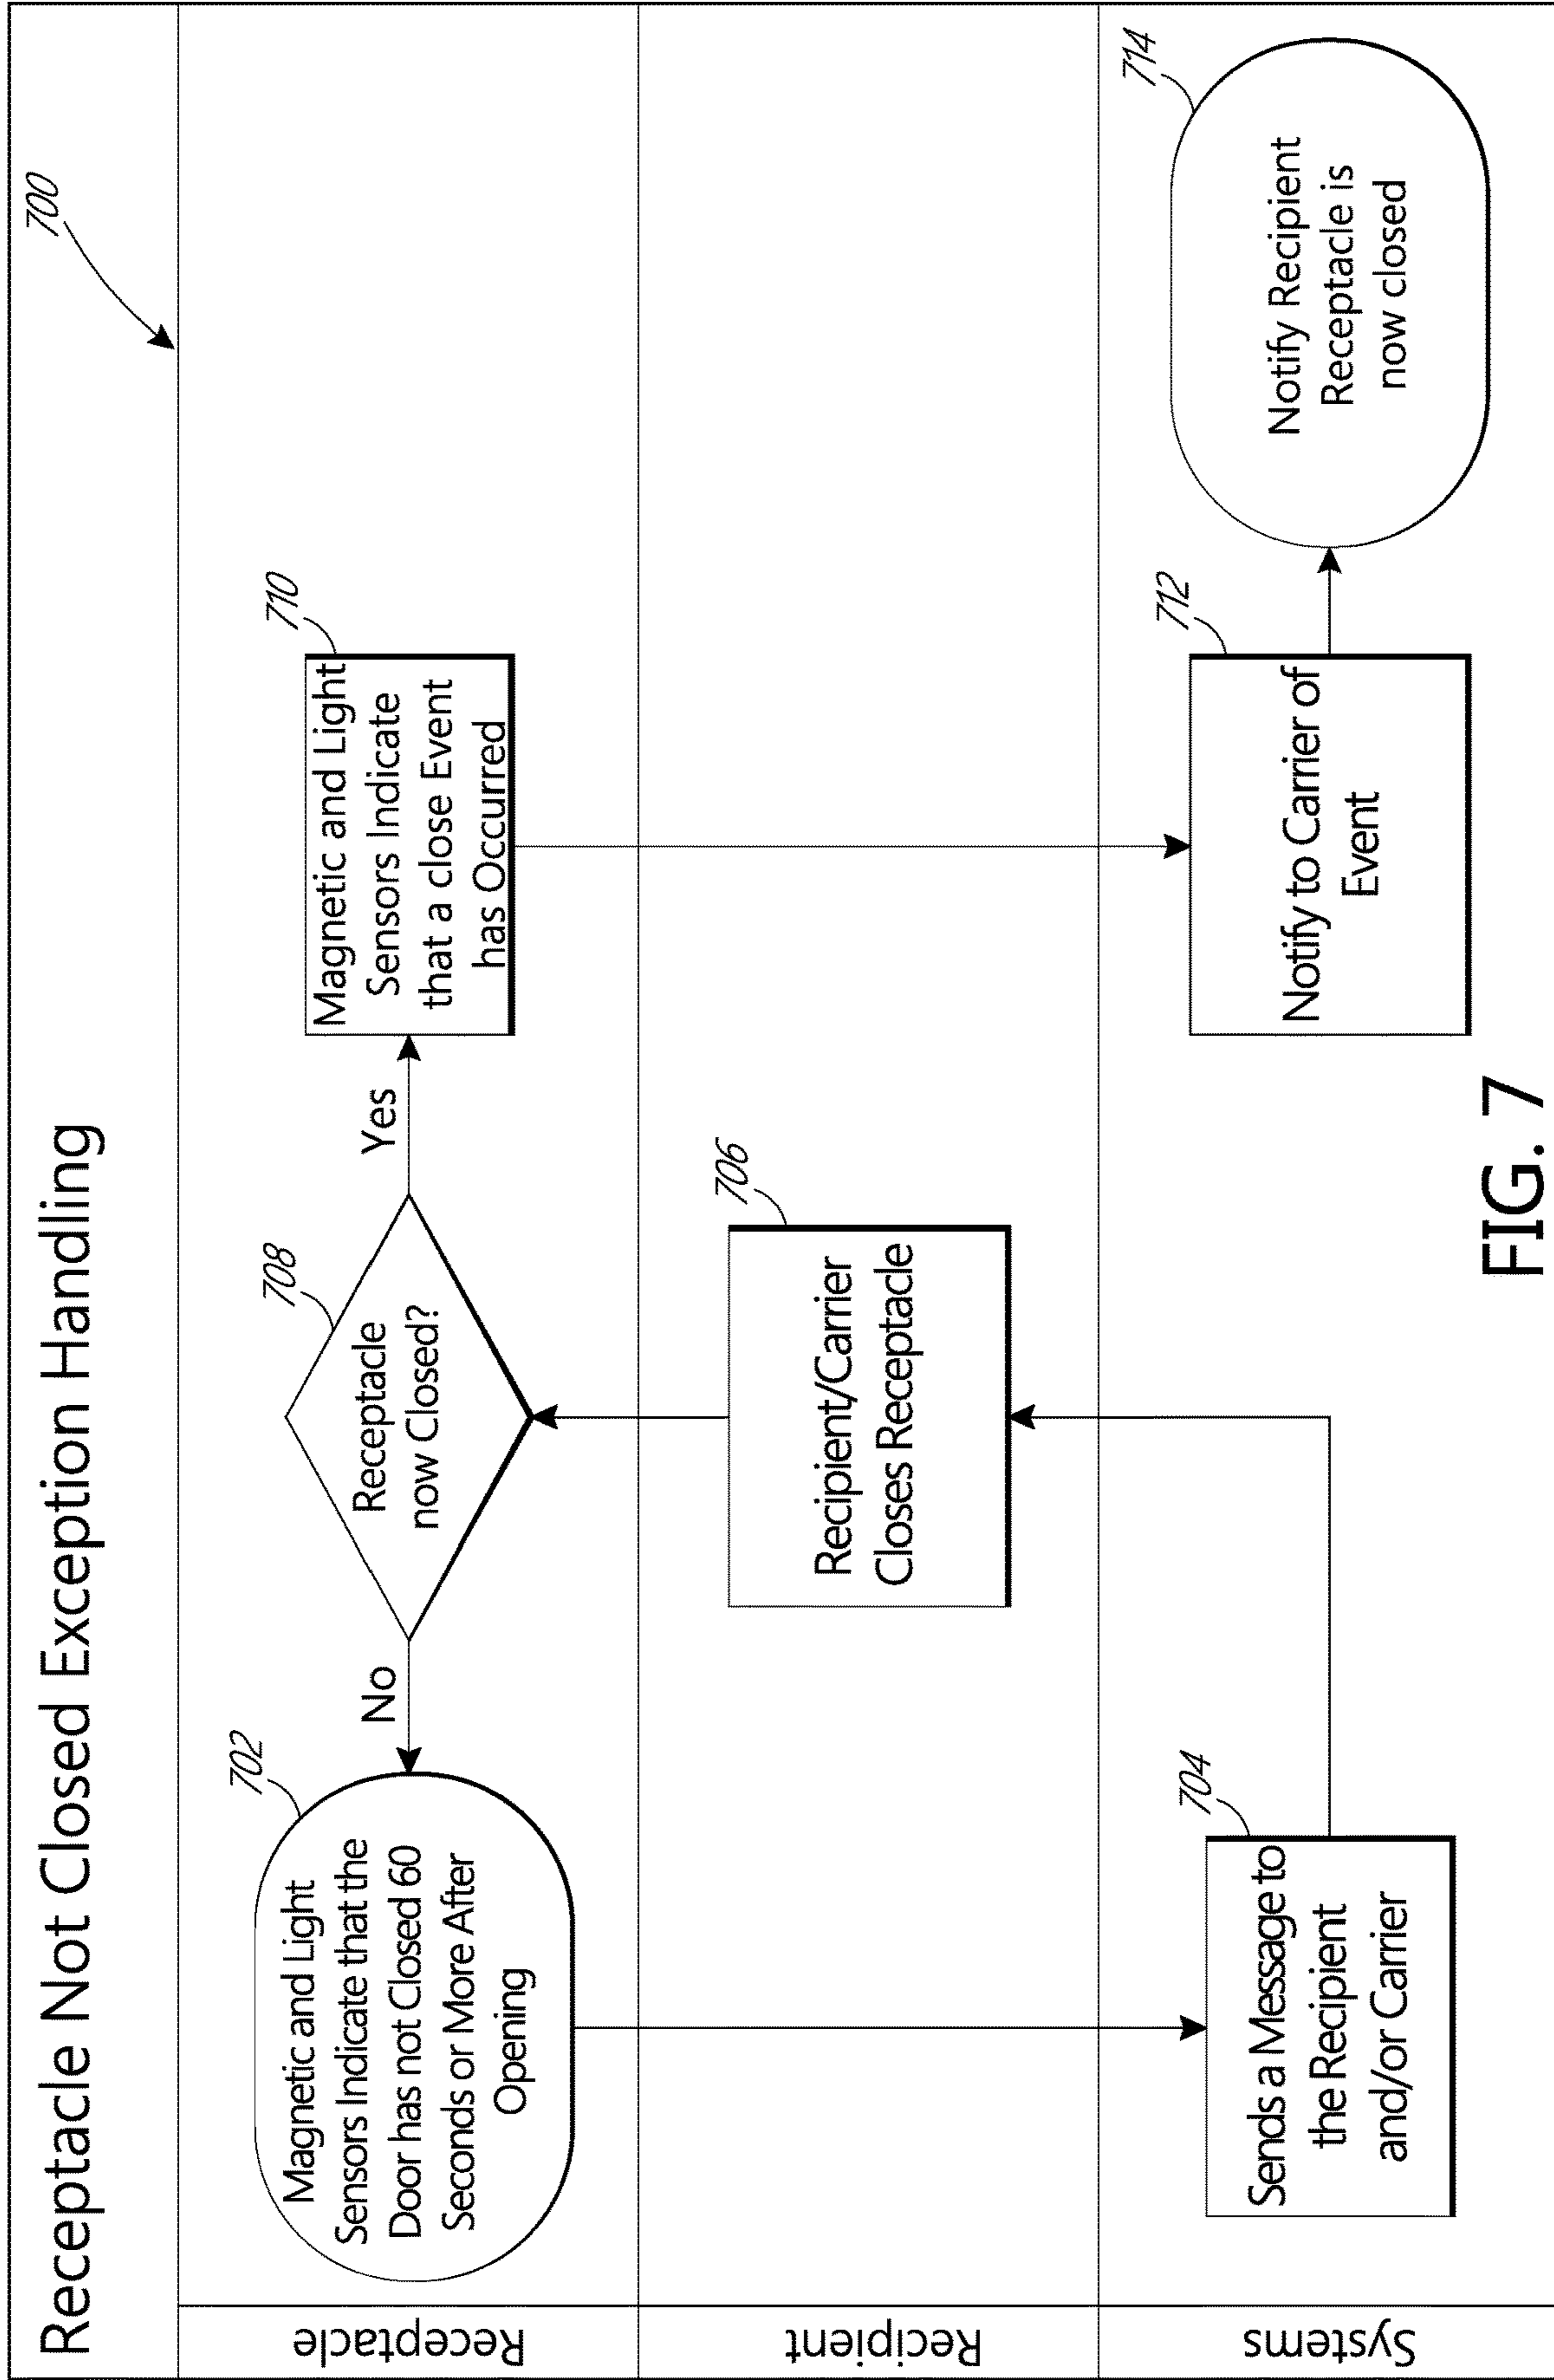 Receptacle Not Closed Exception Handling
700
Receptacle
702
Magnetic and Light
Sensors Indicate that the
Door has not Closed 60
Seconds or More After
Opening
No
708
Receptacle
now Closed?
Yes
710
Magnetic and Light
Sensors Indicate
that a close Event
has Occurred
Recipient
706
Recipient/Carrier
Closes Receptacle
Systems
704
Sends a Message to
the Recipient
and/or Carrier
712
Notify to Carrier of
Event
714
Notify Recipient
Receptacle is
now closed
FIG. 7